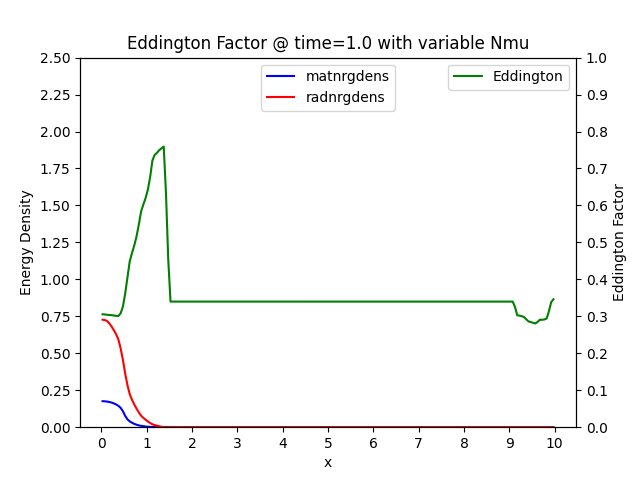 Eddington Factor @ time=1.0 with variable Nmu
matnrgdens
radnrgdens
Eddington
Energy Density
2.50
2.25
2.00
1.75
1.50
1.25
1.00
0.75
0.50
0.25
0.00
1.0
0.9
0.8
0.7
0.6
0.5
0.4
0.3
0.2
0.1
0.0
Eddington Factor
0 1 2 3 4 5 6 7 8 9 10
x